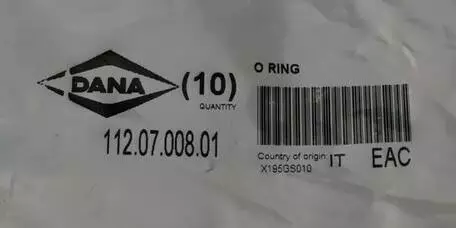 DANA
(10)
QUANTITY
112.07.008.01
O RING
Country of origin IT EAC
X195GS010